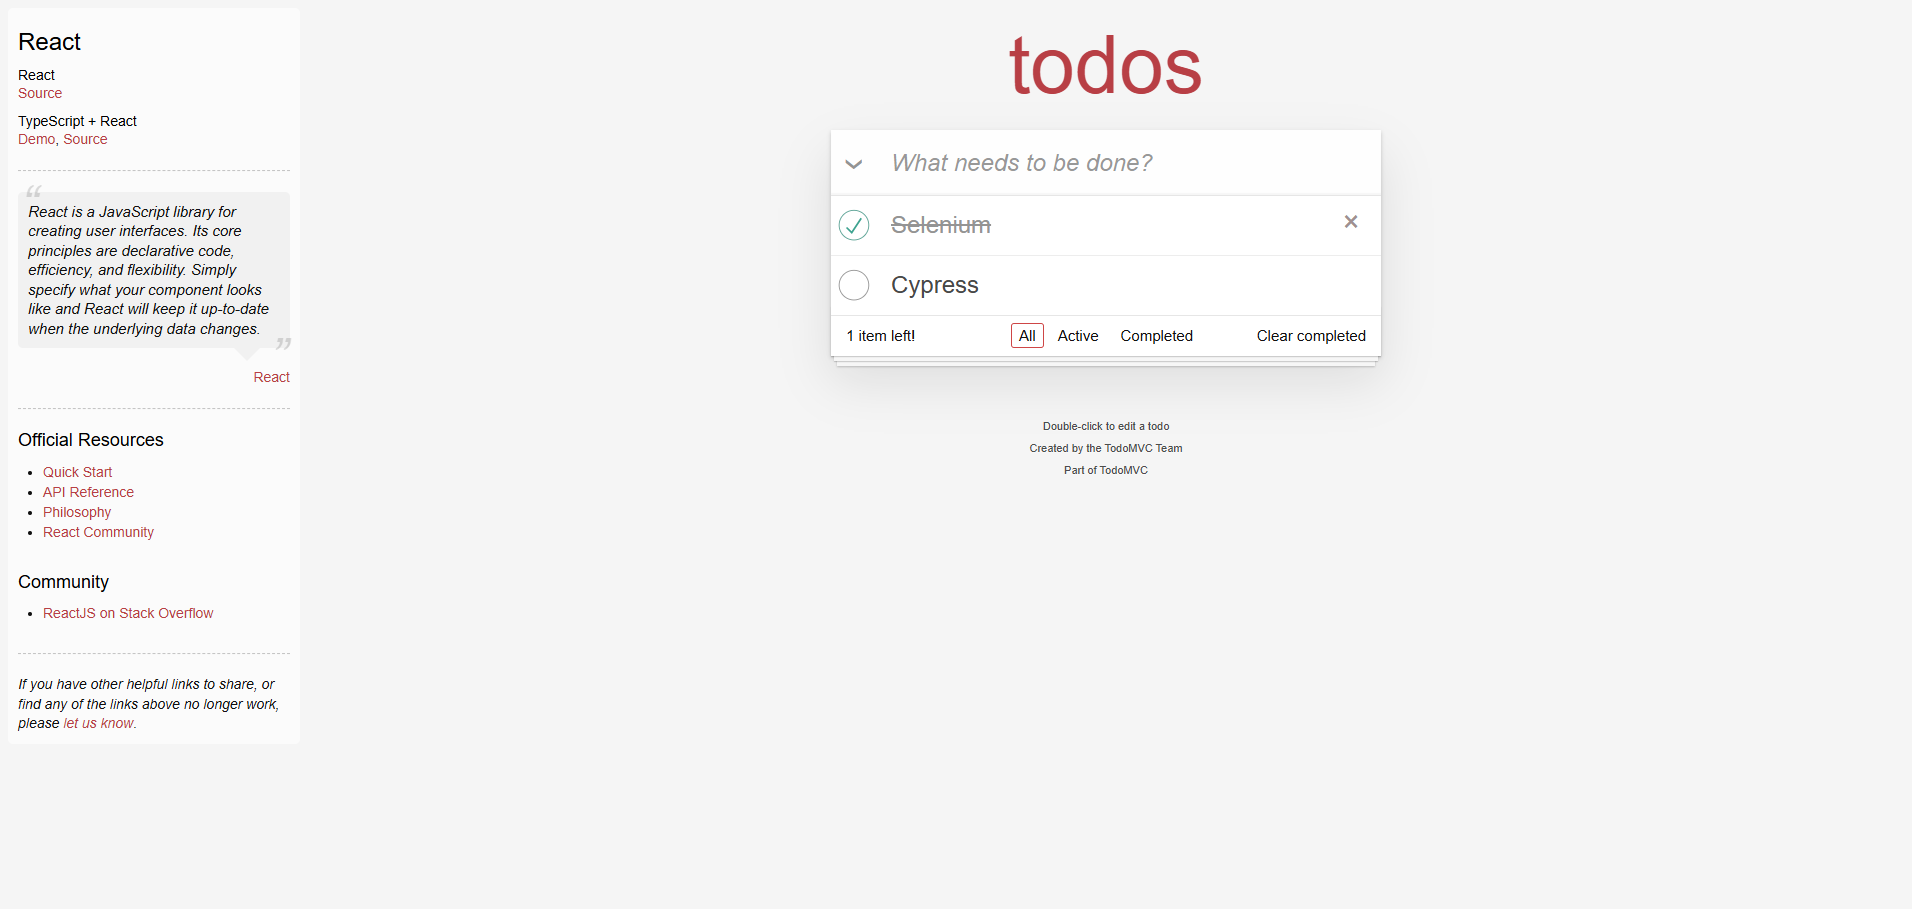 React
React
Source
TypeScript + React
Demo, Source
“
React is a JavaScript library for
creating user interfaces. Its core
principles are declarative code,
efficiency, and flexibility. Simply
specify what your component looks
like and React will keep it up-to-date
when the underlying data changes.
”
React
Official Resources
• Quick Start
• API Reference
• Philosophy
• React Community
Community
• ReactJS on Stack Overflow
If you have other helpful links to share, or
find any of the links above no longer work,
please let us know.
todos
What needs to be done?
Selenium ×
Cypress
1 item left! All Active Completed Clear completed
Double-click to edit a todo
Created by the TodoMVC Team
Part of TodoMVC